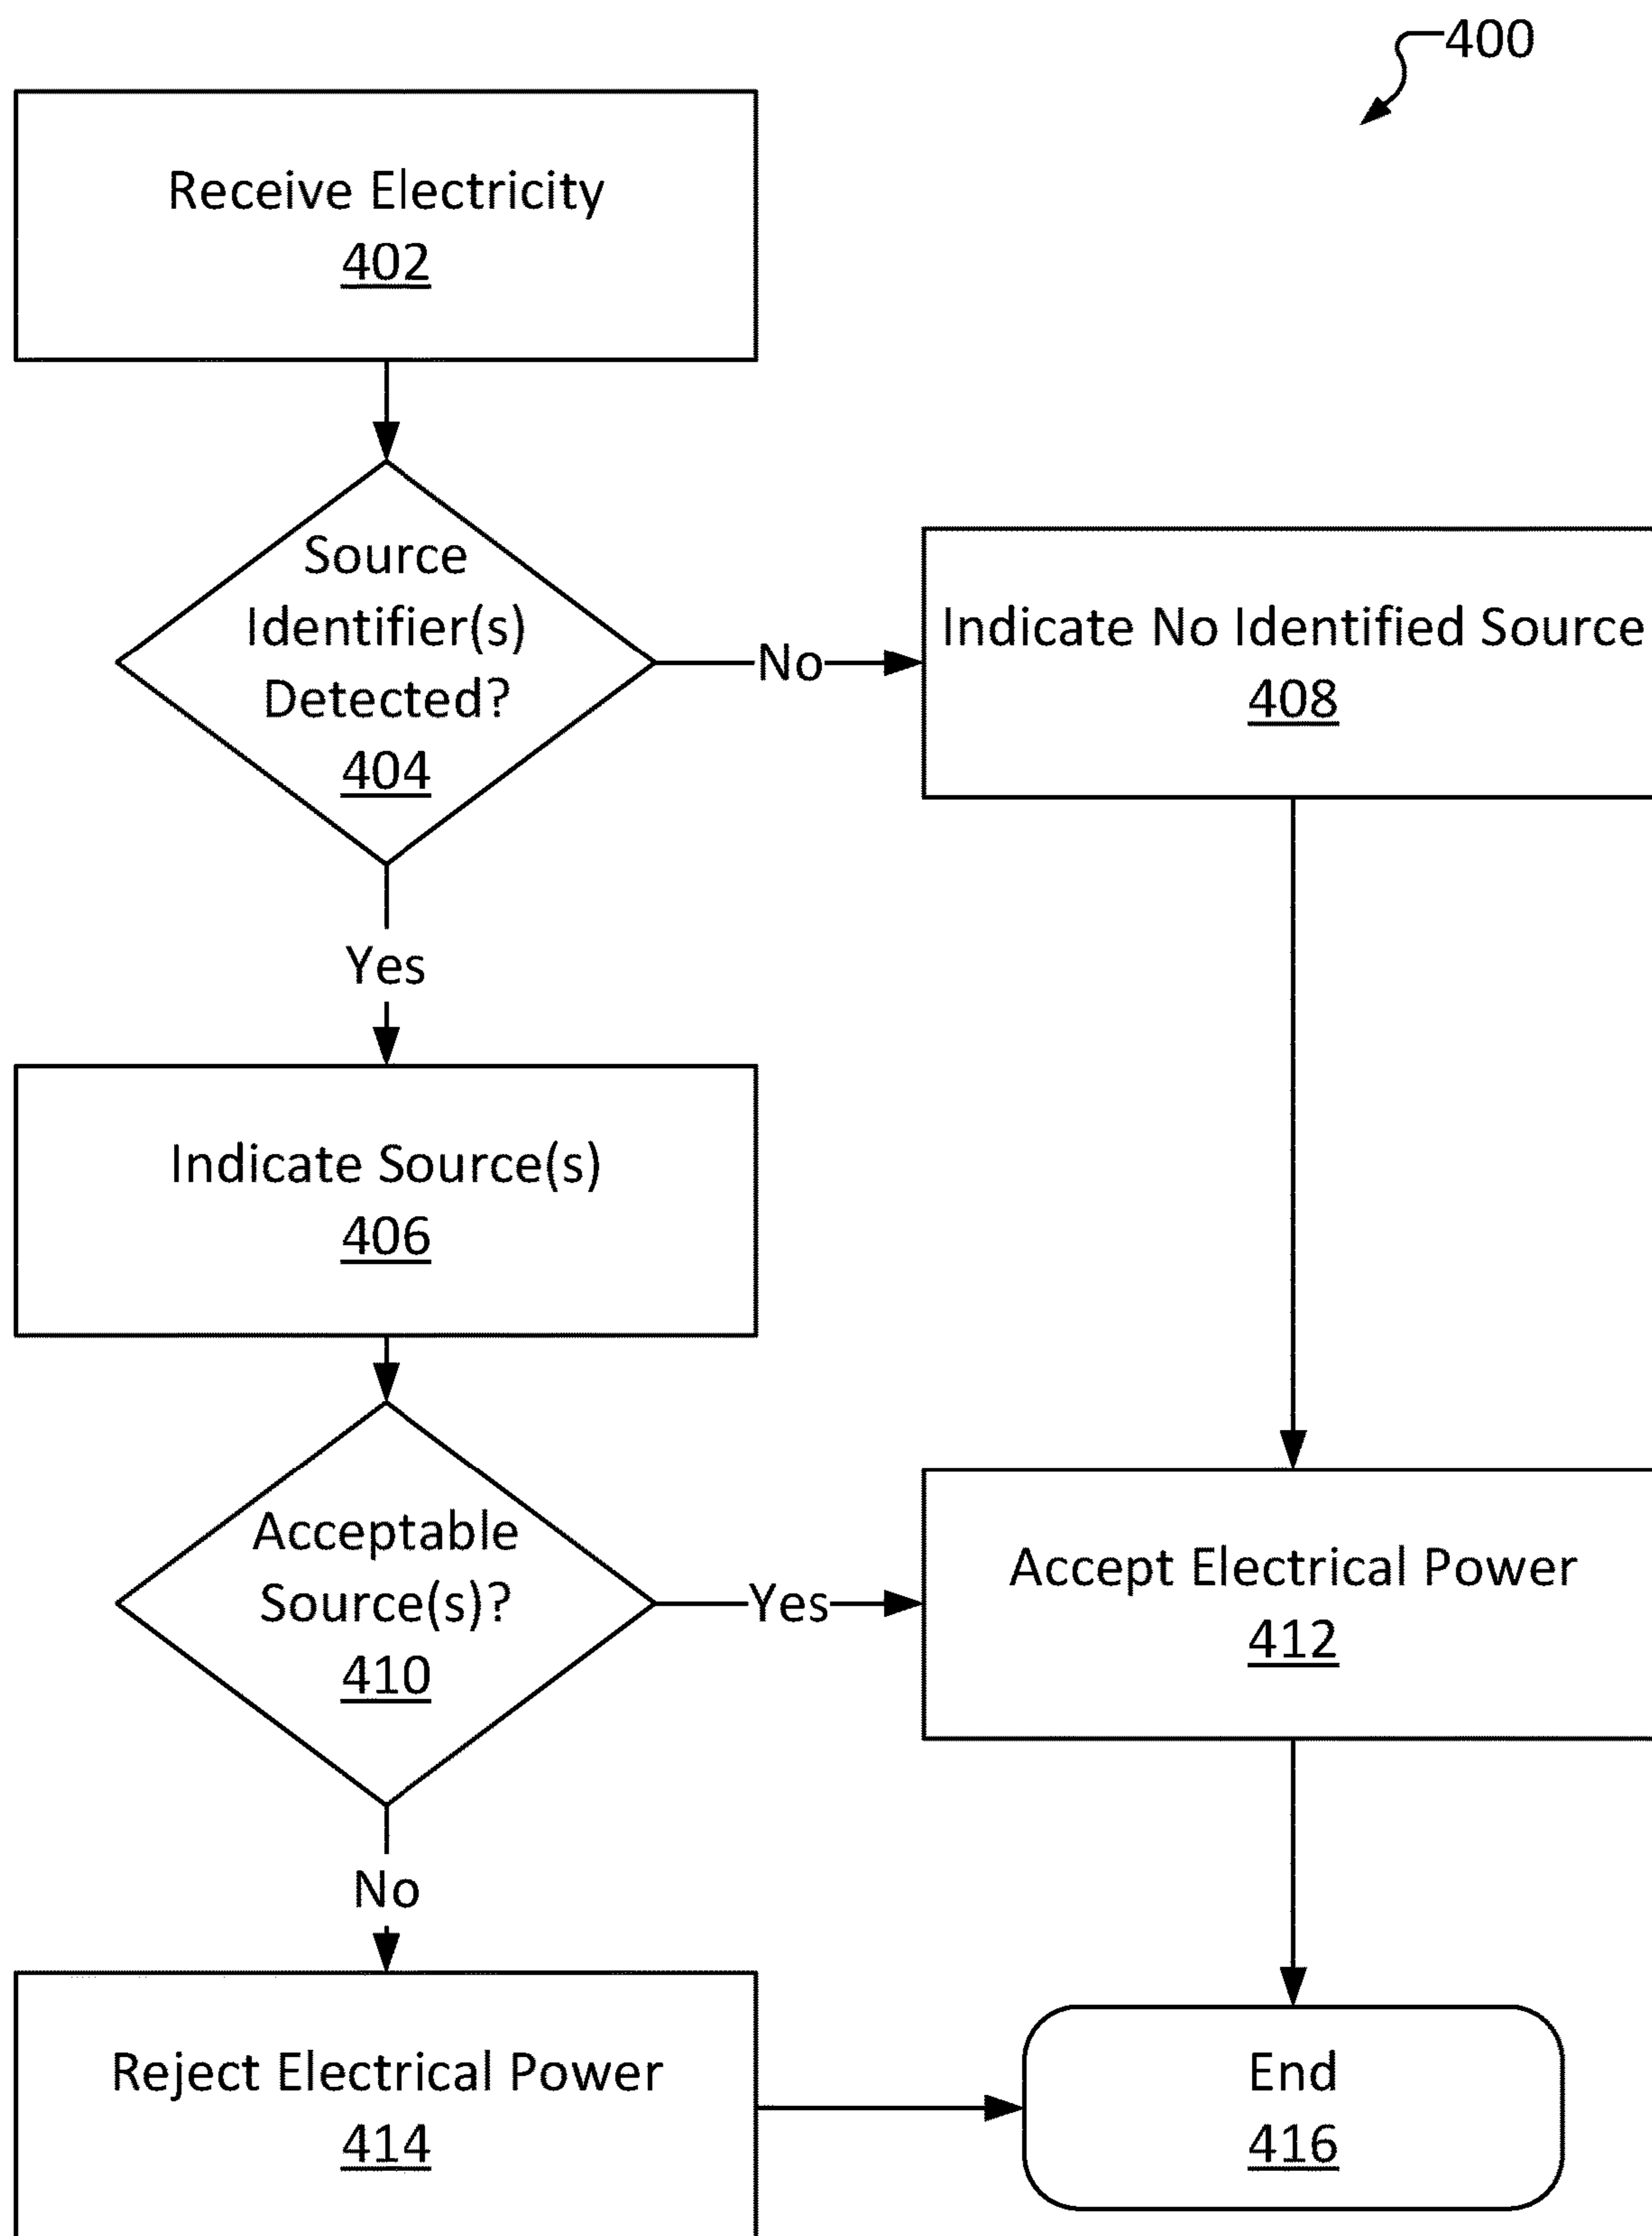 400
Receive Electricity
402
Source
Identifier(s)
Detected?
404
No
Indicate No Identified Source
408
Yes
Indicate Source(s)
406
Acceptable
Source(s)?
410
Yes
Accept Electrical Power
412
No
Reject Electrical Power
414
End
416